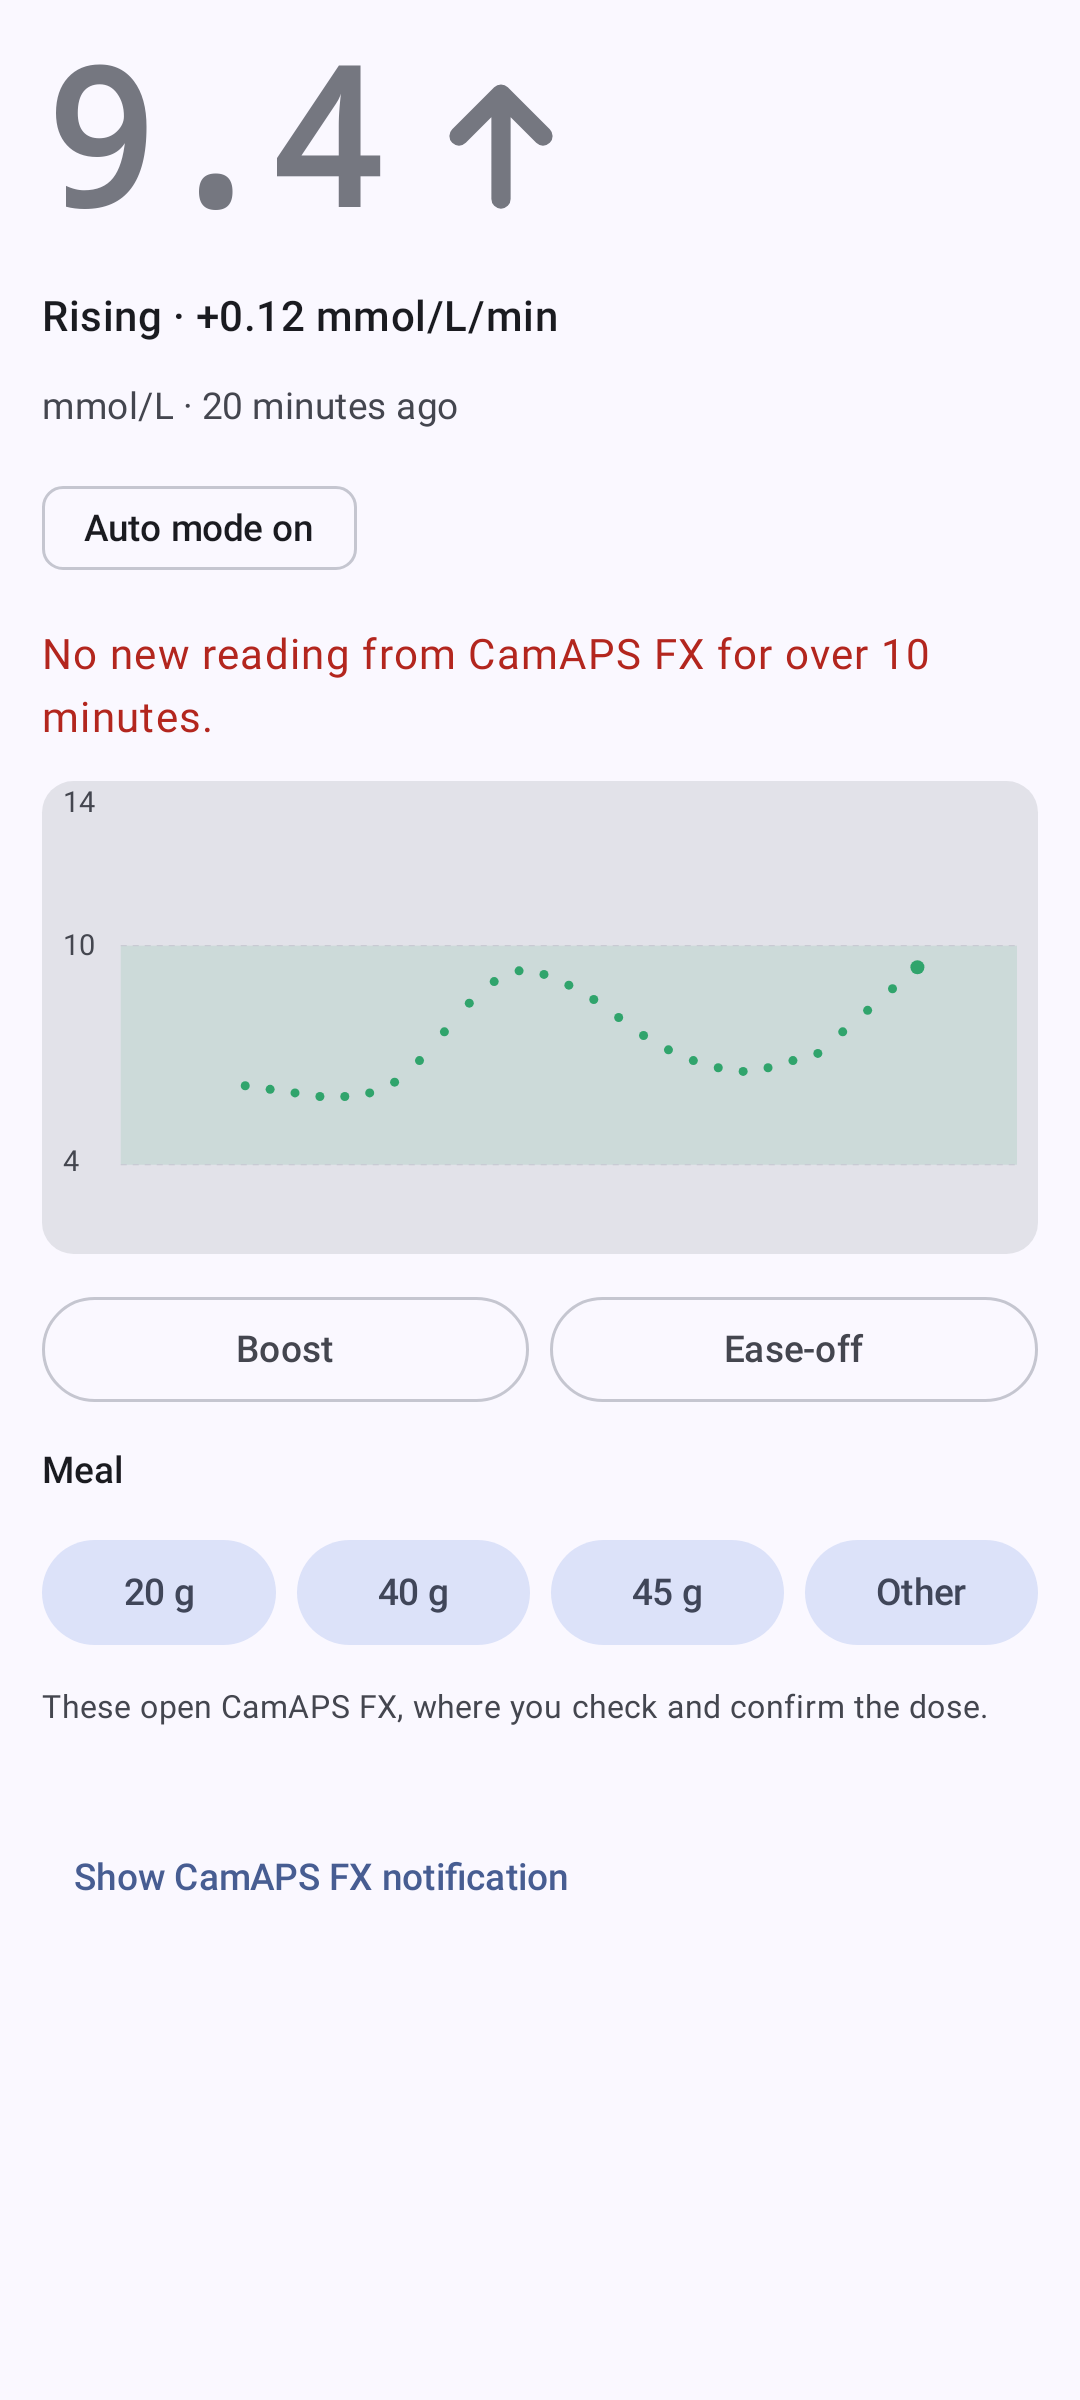 9.4
Rising · +0.12 mmol/L/min
mmol/L · 20 minutes ago
Auto mode on
No new reading from CamAPS FX for over 10
minutes.
14
10
4
Boost
Ease-off
Meal
20 g
40 g
45 g
Other
These open CamAPS FX, where you check and confirm the dose.
Show CamAPS FX notification